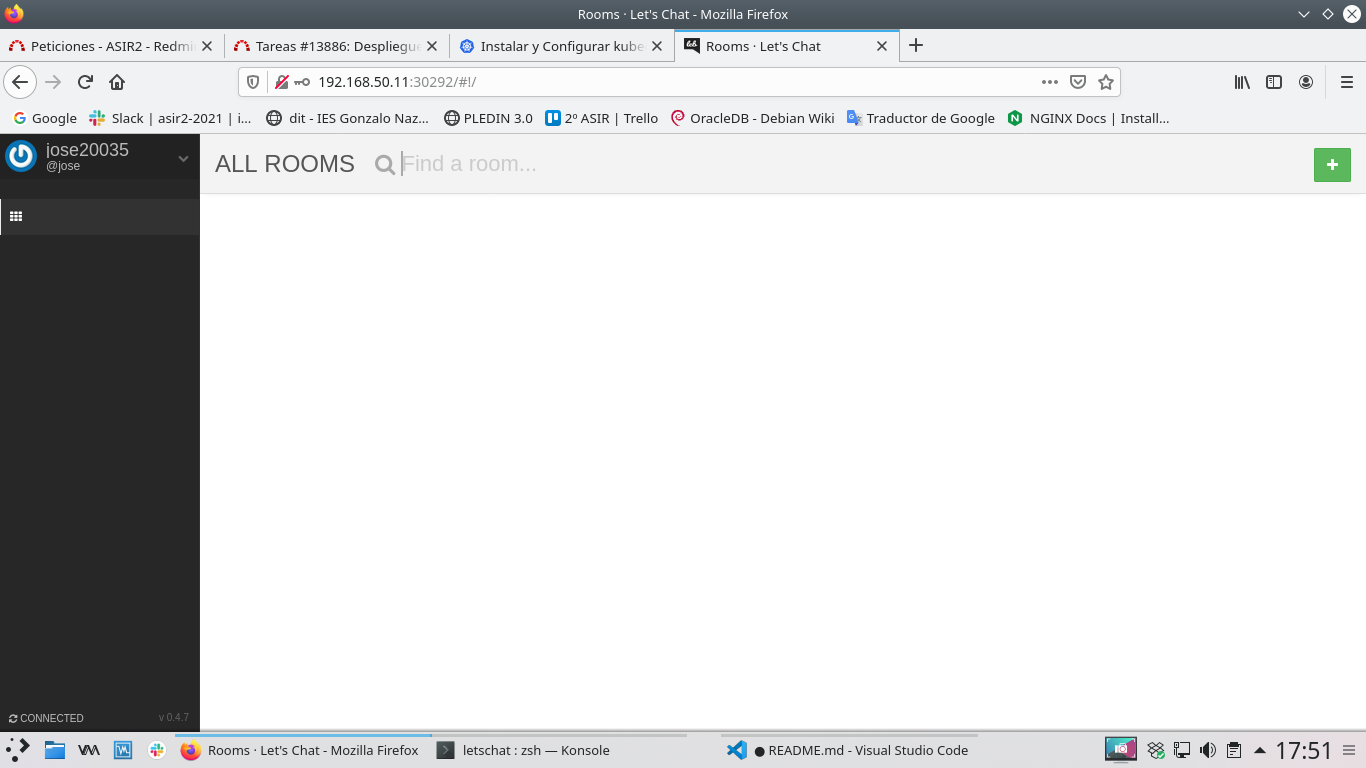 Rooms · Let's Chat - Mozilla Firefox
Peticiones - ASIR2 - Redmi
Tareas #13886: Despliegue
Instalar y Configurar kube
Rooms · Let's Chat
192.168.50.11:30292/#!/
Google
Slack | asir2-2021 | i...
dit - IES Gonzalo Naz...
PLEDIN 3.0
2º ASIR | Trello
OracleDB - Debian Wiki
Traductor de Google
NGINX Docs | Install...
jose20035
@jose
ALL ROOMS
Find a room...
CONNECTED
v 0.4.7
Rooms · Let's Chat - Mozilla Firefox
letschat : zsh — Konsole
● README.md - Visual Studio Code
17:51